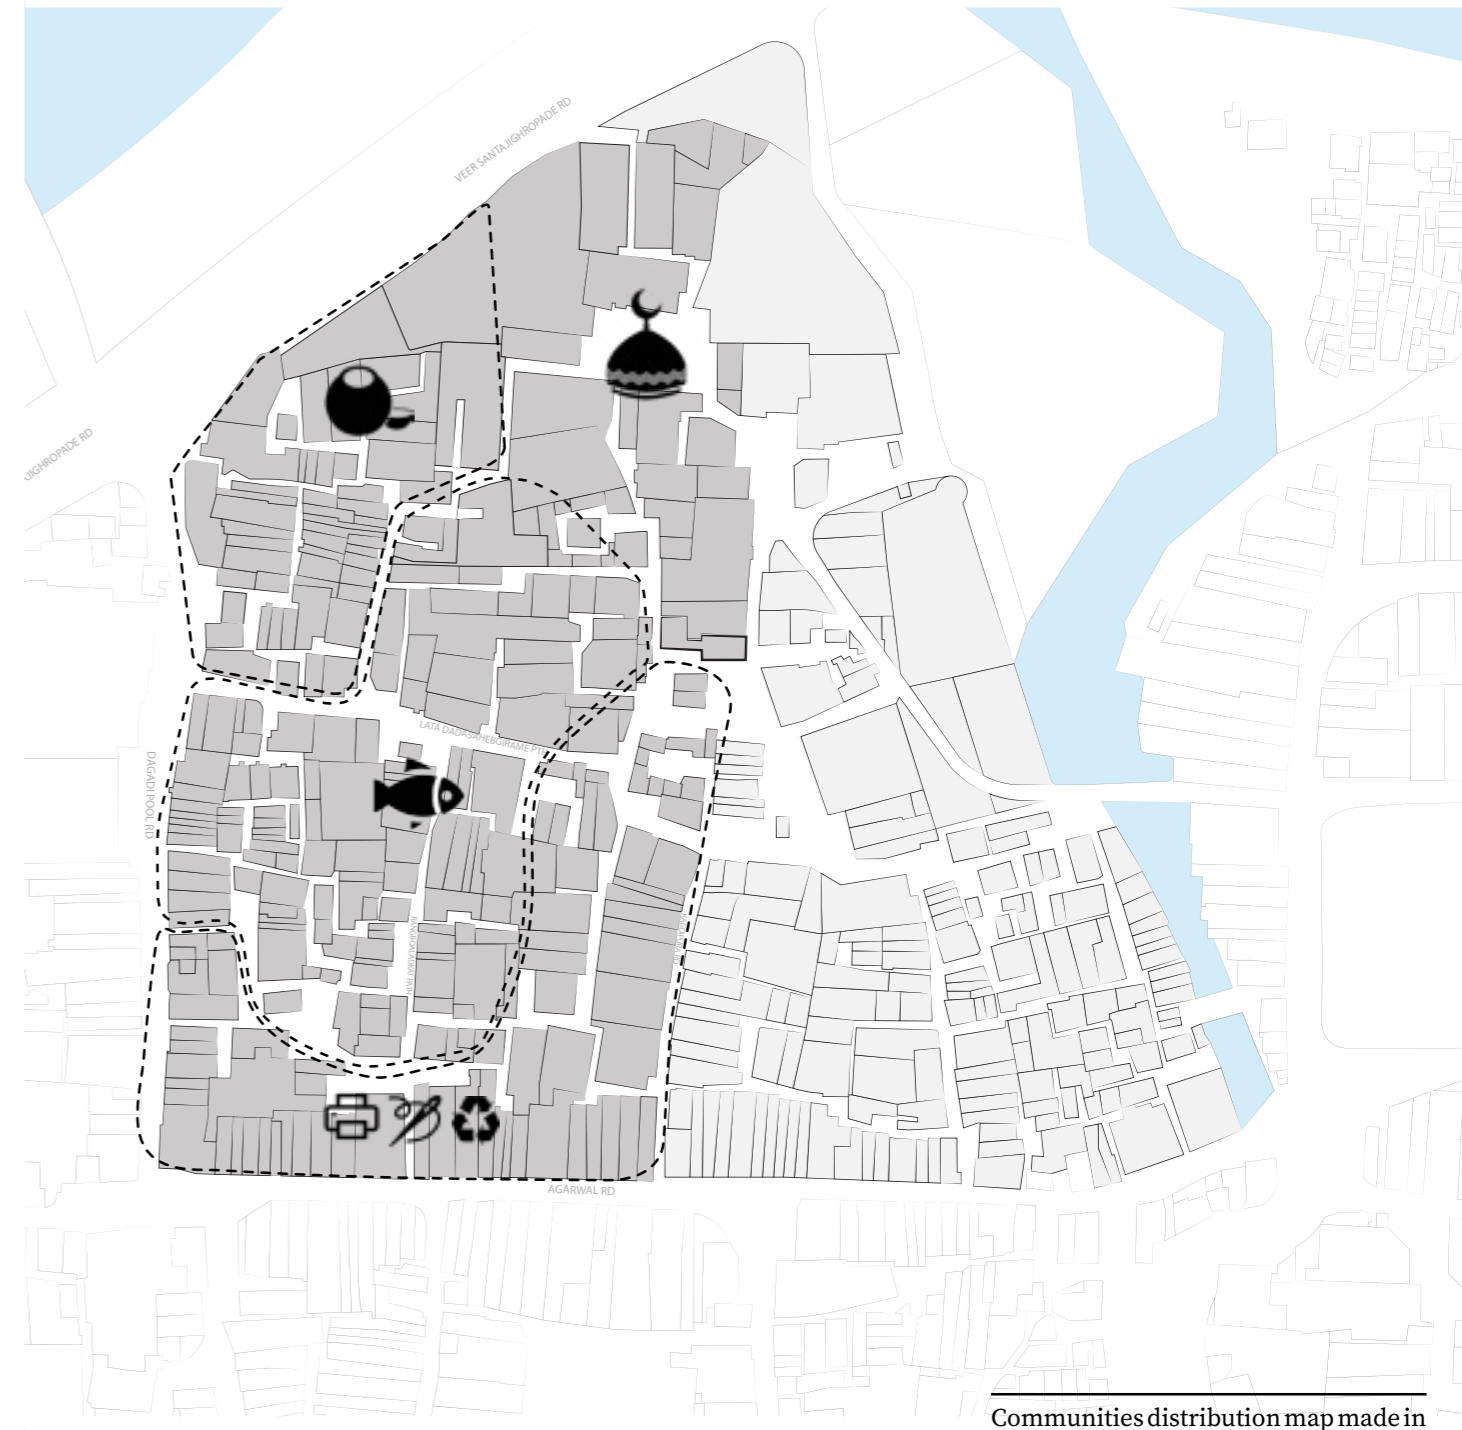 VEER SANTAJIGHROPADE RD
JIGHROPADE RD
LATA DADASAHEBGIRAME PTH
DAGADI POOL RD
AGARWAL RD
Communities distribution map made in